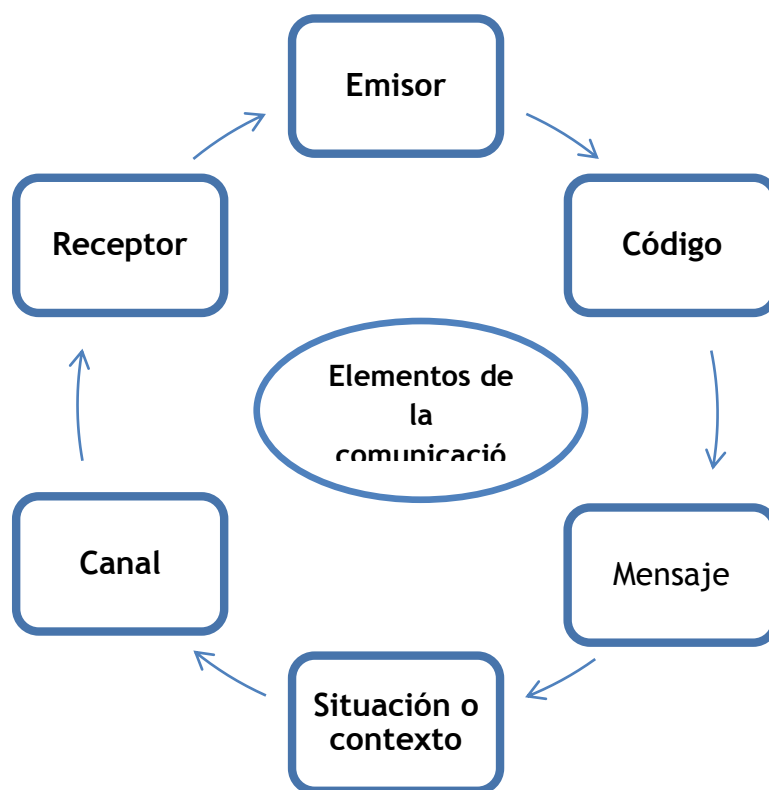 Emisor
Código
Mensaje
Situación o
contexto
Canal
Receptor
Elementos de
la
comunicació